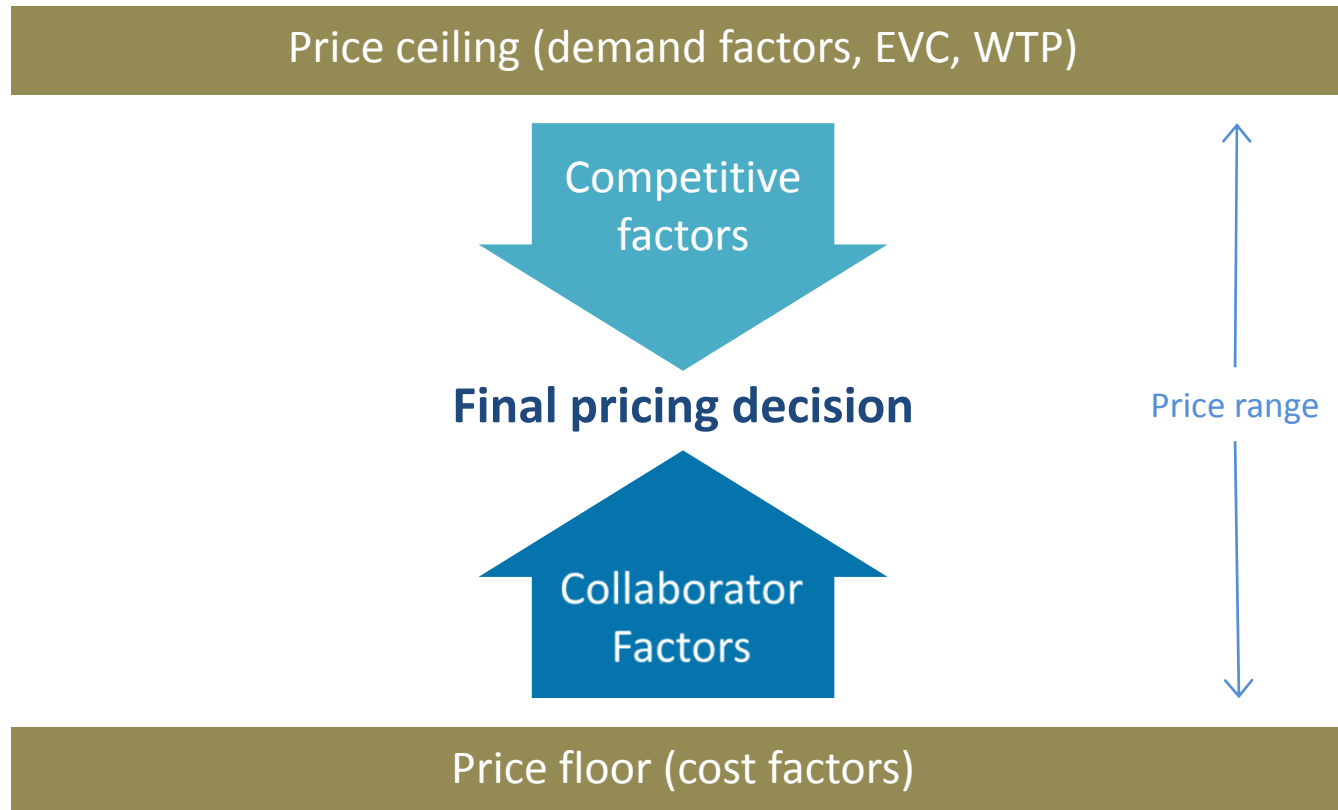 Price ceiling (demand factors, EVC, WTP)
Competitive
factors
Final pricing decision
Price range
Collaborator
Factors
Price floor (cost factors)